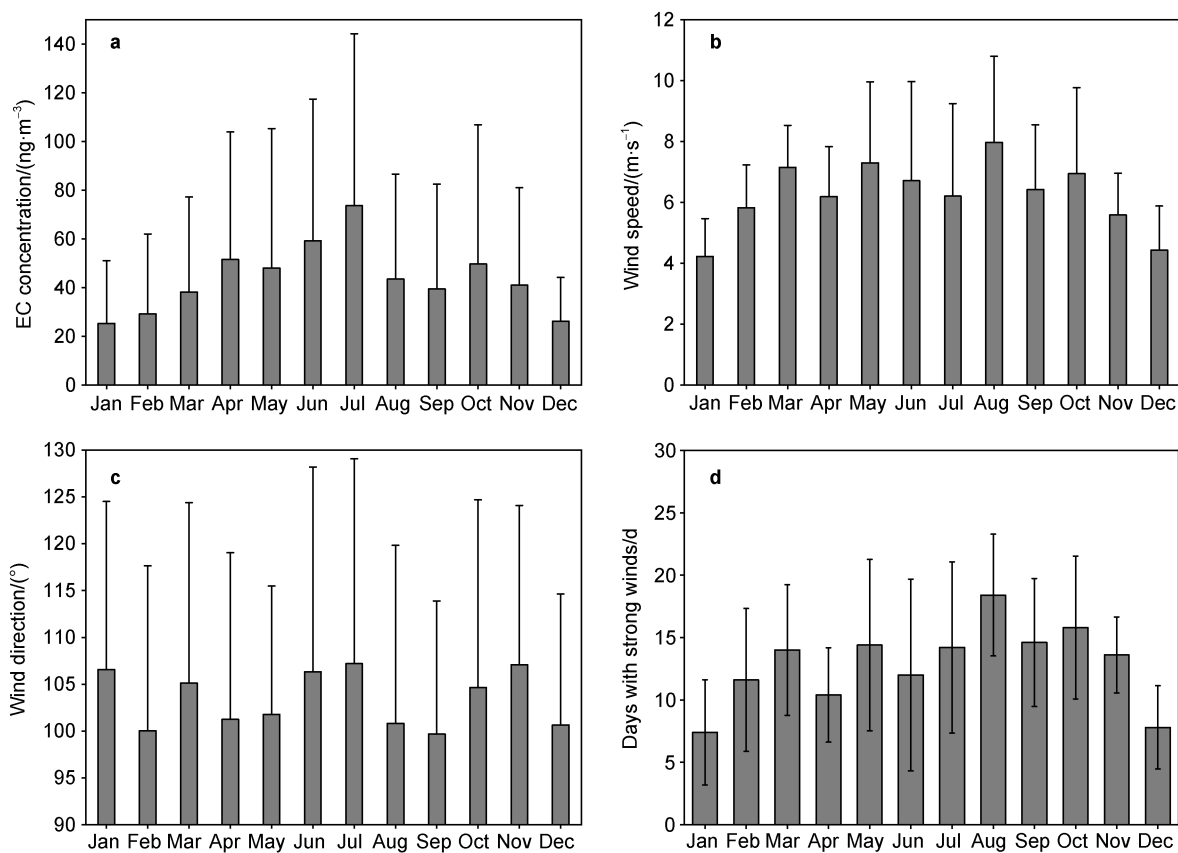 a
EC concentration/(ng·m⁻³)
140
120
100
80
60
40
20
0
Jan Feb Mar Apr May Jun Jul Aug Sep Oct Nov Dec
b
Wind speed/(m·s⁻¹)
12
10
8
6
4
2
0
Jan Feb Mar Apr May Jun Jul Aug Sep Oct Nov Dec
c
Wind direction/(°)
130
125
120
115
110
105
100
95
90
Jan Feb Mar Apr May Jun Jul Aug Sep Oct Nov Dec
d
Days with strong winds/d
30
25
20
15
10
5
0
Jan Feb Mar Apr May Jun Jul Aug Sep Oct Nov Dec